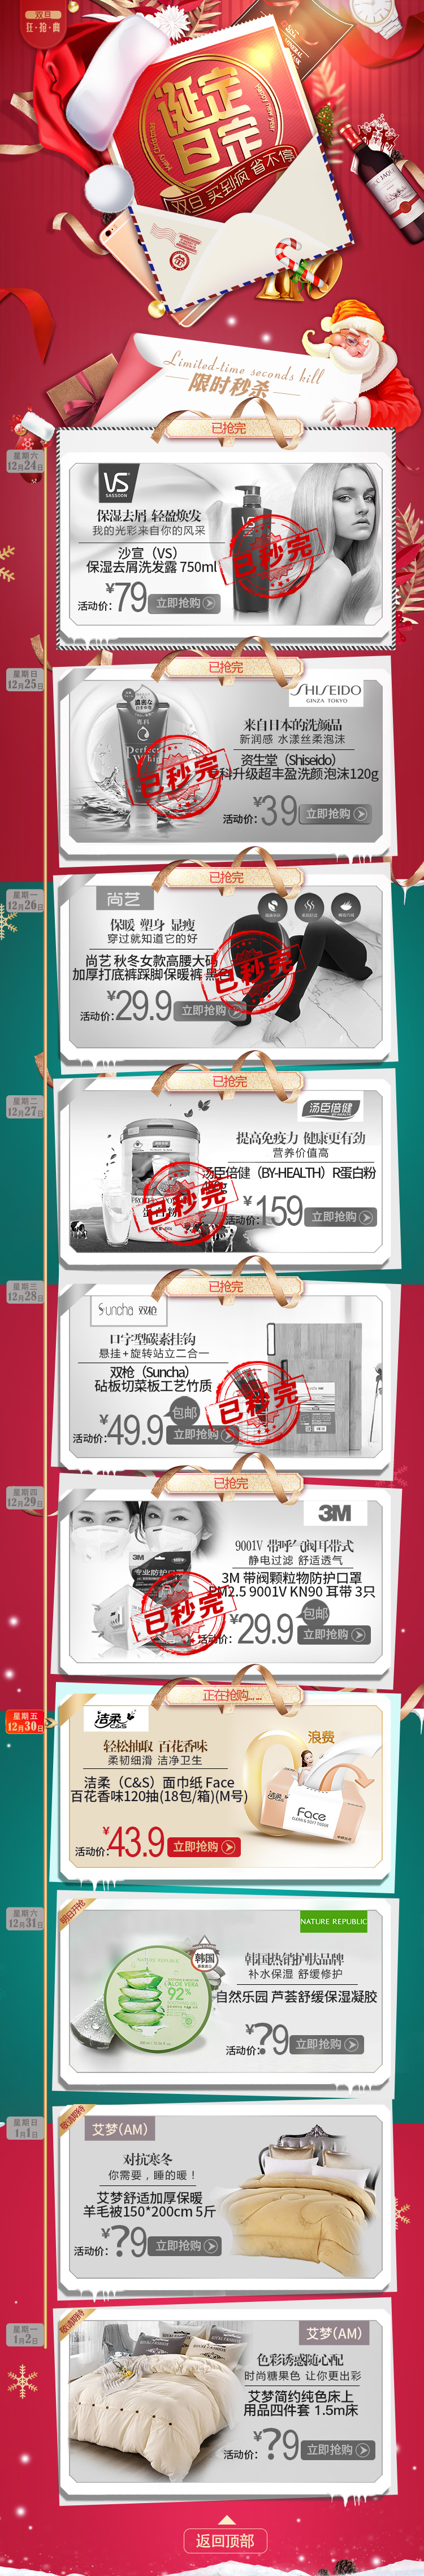 双旦
狂·抢·购
诞定
旦定
Merry Christmas
Happy new year
双旦 买到疯 省不停
Limited-time seconds kill
限时秒杀
已抢完
星期六
12月24日
VS
SASSOON
保湿去屑 轻盈焕发
我的光彩来自你的风采
沙宣（VS）
保湿去屑洗发露 750ml
活动价：¥79 立即抢购
已秒完
已抢完
星期日
12月25日
SHISEIDO
GINZA TOKYO
来自日本的洗颜品
新润感 水漾丝柔泡沫
资生堂（Shiseido）
专科升级超丰盈洗颜泡沫120g
活动价：¥39 立即抢购
已秒完
已抢完
星期一
12月26日
尚艺
保暖 塑身 显瘦
穿过就知道它的好
尚艺 秋冬女款高腰大码
加厚打底裤踩脚保暖裤 黑色
活动价：¥29.9 立即抢购
已秒完
已抢完
星期二
12月27日
汤臣倍健
提高免疫力 健康更有劲
营养价值高
汤臣倍健（BY-HEALTH）R蛋白粉
活动价：¥159 立即抢购
已秒完
已抢完
星期三
12月28日
Suncha 双枪
口字型碳素挂钩
悬挂+旋转站立二合一
双枪（Suncha）
砧板切菜板工艺竹质
包邮
活动价：¥49.9 立即抢购
已秒完
已抢完
星期四
12月29日
3M
9001V 带呼气阀耳带式
静电过滤 舒适透气
3M 带阀颗粒物防护口罩
PM2.5 9001V KN90 耳带 3只
包邮
活动价：¥29.9 立即抢购
已秒完
正在抢购……
星期五
12月30日
洁柔
C&S
轻松抽取 百花香味
柔韧细滑 洁净卫生
洁柔（C&S）面巾纸 Face
百花香味120抽(18包/箱)(M号)
活动价：¥43.9 立即抢购
0
浪费
Face
明日开抢
星期六
12月31日
NATURE REPUBLIC
韩国热销护肤品牌
补水保湿 舒缓修护
自然乐园 芦荟舒缓保湿凝胶
活动价：¥?9 立即抢购
韩国
ALOE VERA
92%
敬请期待
星期日
1月1日
艾梦(AM)
对抗寒冬
你需要，睡的暖！
艾梦舒适加厚保暖
羊毛被150*200cm 5斤
活动价：¥?9 立即抢购
敬请期待
星期一
1月2日
艾梦(AM)
色彩诱惑随心配
时尚糖果色 让你更出彩
艾梦简约纯色床上
用品四件套 1.5m床
活动价：¥?9 立即抢购
返回顶部